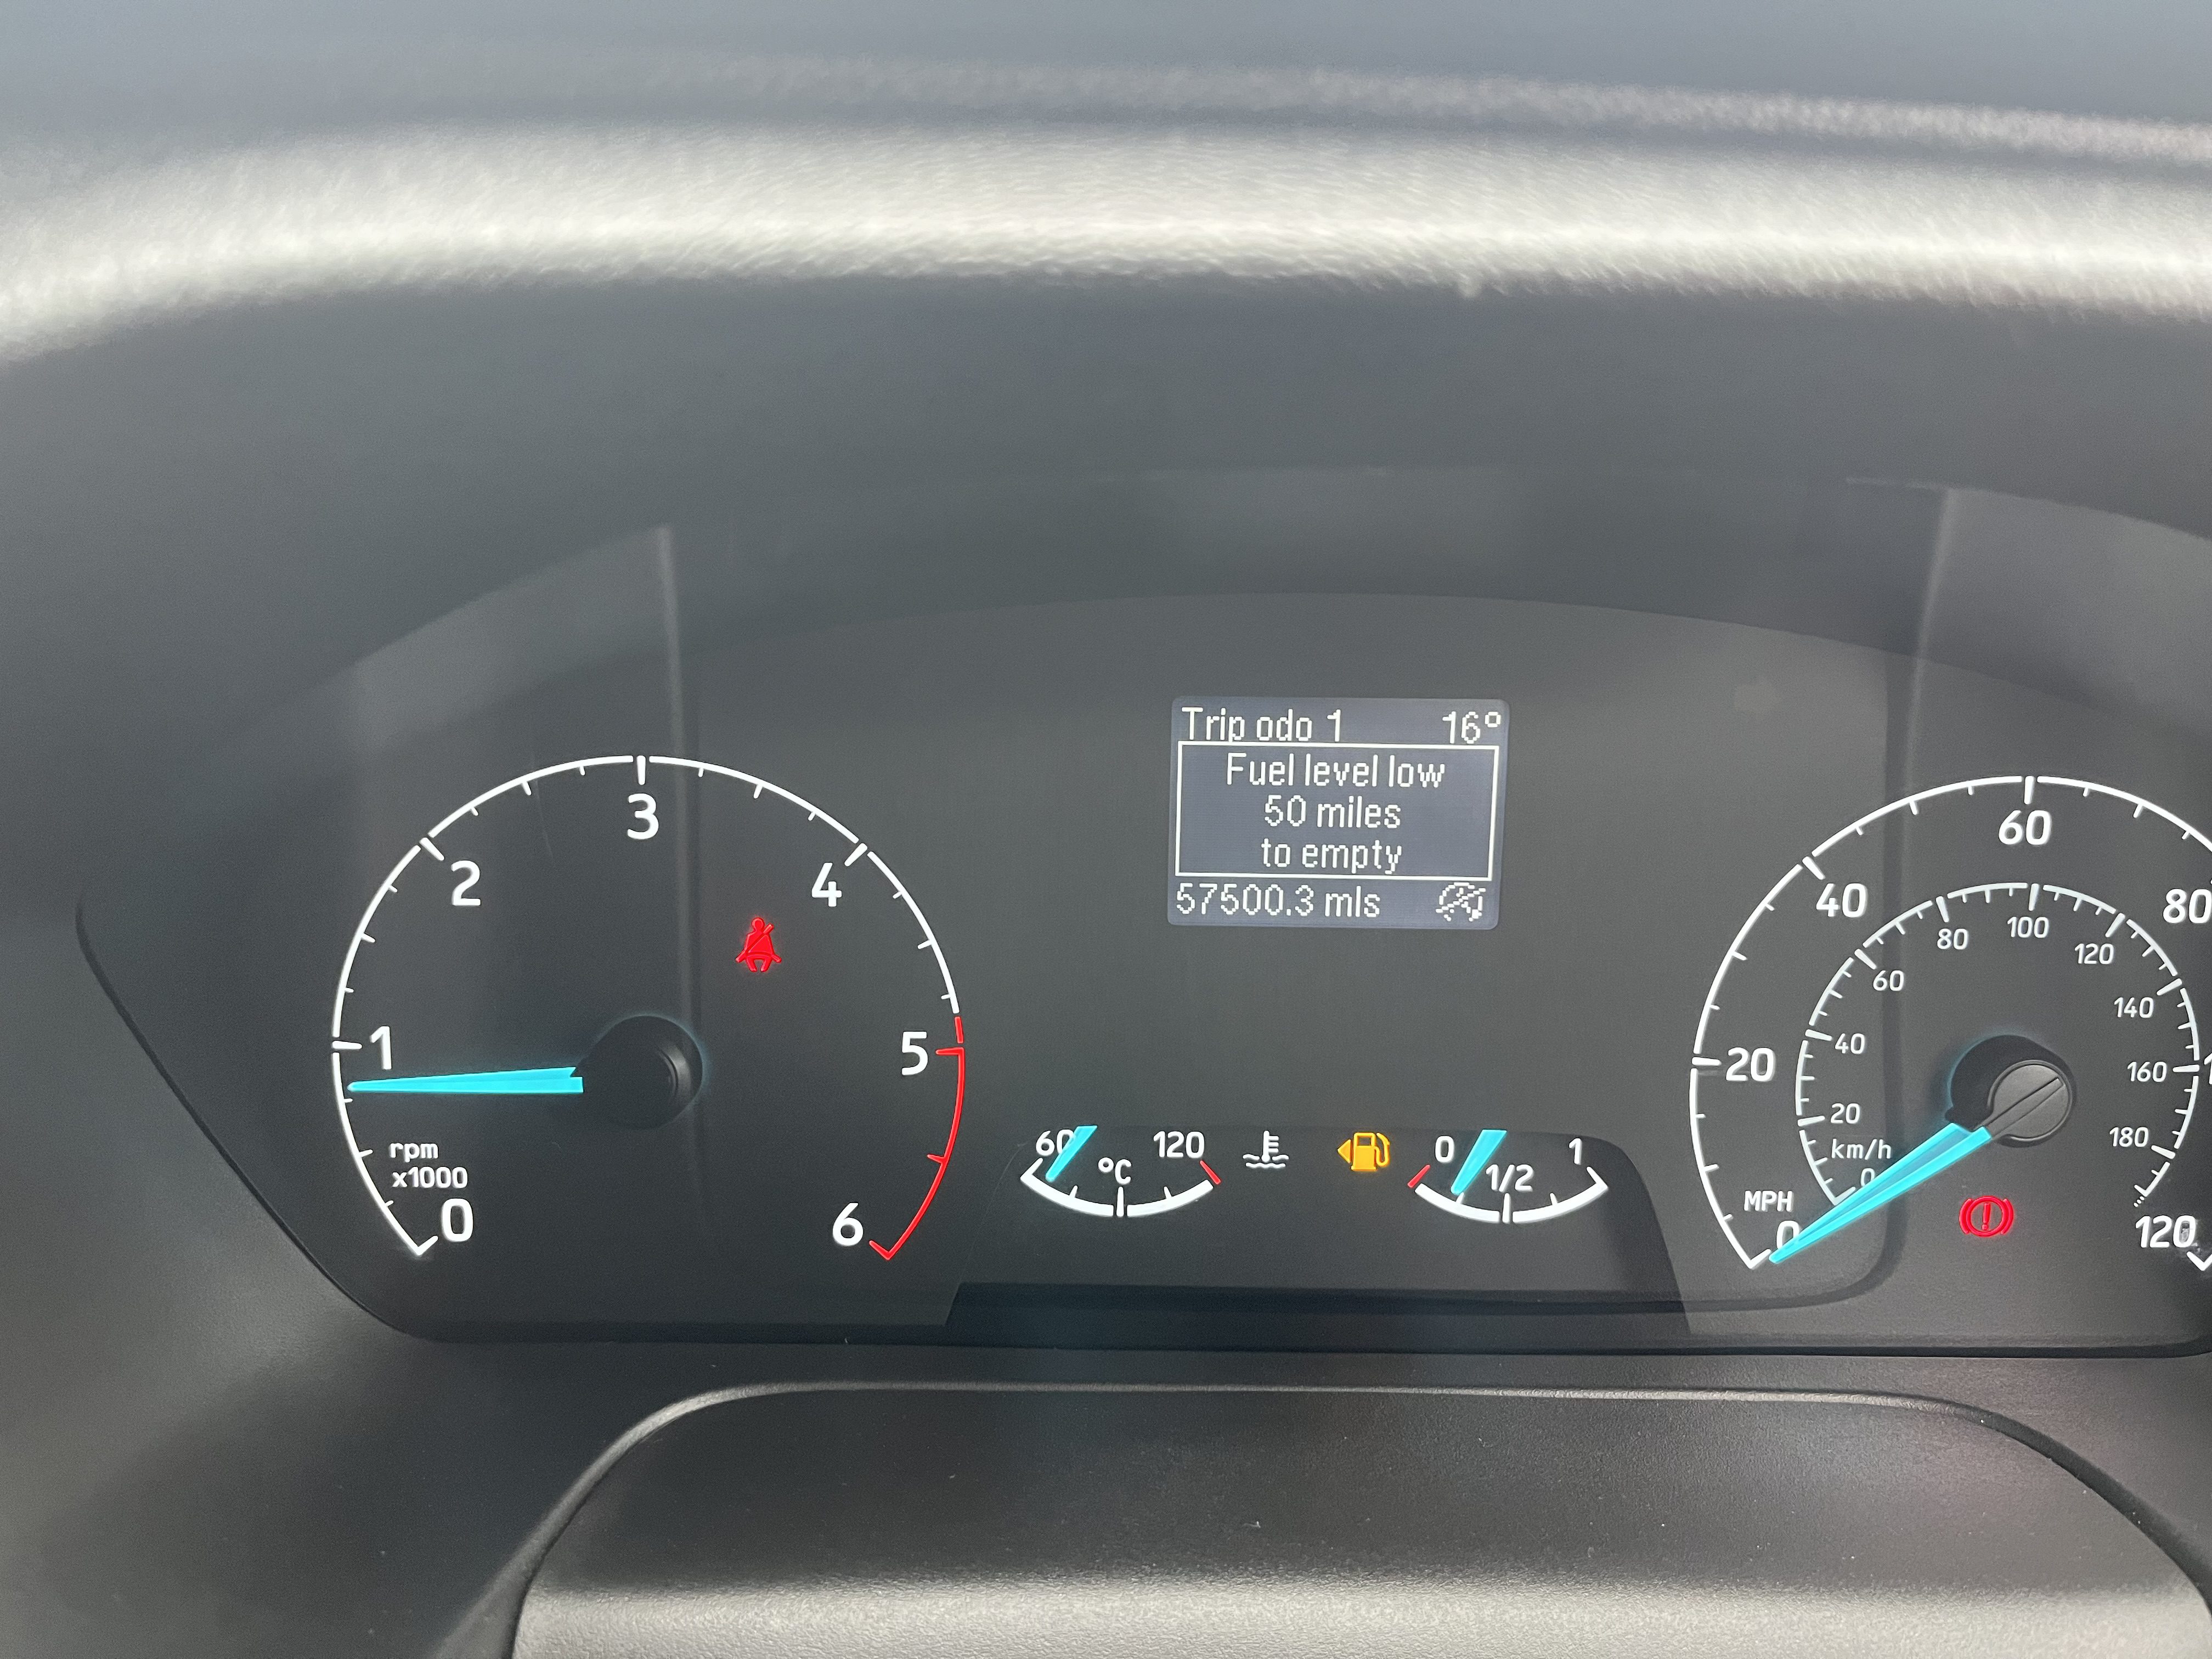 Trip odo 1 16°
Fuel level low
50 miles
to empty
57500.3 mls
0 1 2 3 4 5 6
rpm
x1000
60 °C 120
0 1/2 1
0 20 40 60 80 120
MPH
0 20 40 60 80 100 120 140 160 180
km/h